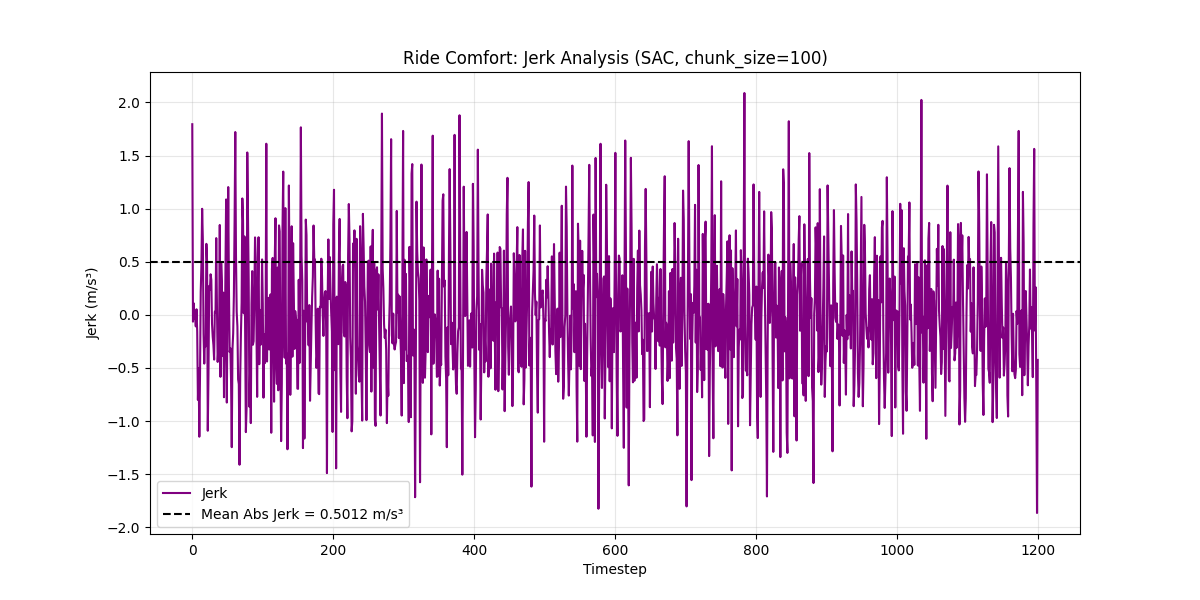 Ride Comfort: Jerk Analysis (SAC, chunk_size=100)
2.0
1.5
1.0
0.5
0.0
−0.5
−1.0
−1.5
−2.0
Jerk (m/s³)
Jerk
Mean Abs Jerk = 0.5012 m/s³
0 200 400 600 800 1000 1200
Timestep